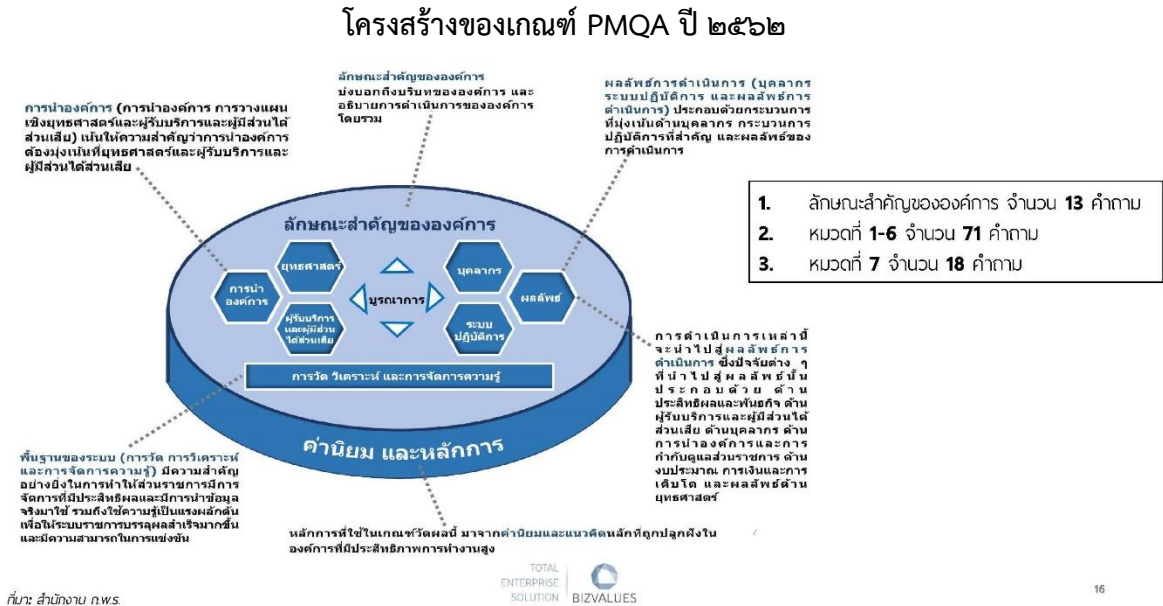 โครงสร้างของเกณฑ์ PMQA ปี ๒๕๖๒
ลักษณะสำคัญขององค์การ
บ่งบอกถึงบริบทขององค์การ และ
อธิบายการดำเนินการขององค์การ
โดยรวม
การนำองค์การ (การนำองค์การ การวางแผน
เชิงยุทธศาสตร์และผู้รับบริการและผู้มีส่วนได้
ส่วนเสีย) เน้นให้ความสำคัญว่าการนำองค์การ
ต้องมุ่งเน้นที่ยุทธศาสตร์และผู้รับบริการและ
ผู้มีส่วนได้ส่วนเสีย
ผลลัพธ์การดำเนินการ (บุคลากร
ระบบปฏิบัติการ และผลลัพธ์การ
ดำเนินการ) ประกอบด้วยกระบวนการ
ที่มุ่งเน้นด้านบุคลากร กระบวนการ
ปฏิบัติการที่สำคัญ และผลลัพธ์ของ
การดำเนินการ
1. ลักษณะสำคัญขององค์การ จำนวน 13 คำถาม
2. หมวดที่ 1-6 จำนวน 71 คำถาม
3. หมวดที่ 7 จำนวน 18 คำถาม
ลักษณะสำคัญขององค์การ
ยุทธศาสตร์
บุคลากร
การนำ
องค์การ
บูรณาการ
ผลลัพธ์
ผู้รับบริการ
และผู้มีส่วน
ได้ส่วนเสีย
ระบบ
ปฏิบัติการ
การวัด วิเคราะห์ และการจัดการความรู้
ค่านิยม และหลักการ
การดำเนินการเหล่านี้
จะนำไปสู่ผลลัพธ์การ
ดำเนินการ ซึ่งปัจจัยต่าง ๆ
ที่นำไปสู่ผลลัพธ์นั้น
ประกอบด้วย ด้าน
ประสิทธิผลและพันธกิจ ด้าน
ผู้รับบริการและผู้มีส่วนได้
ส่วนเสีย ด้านบุคลากร ด้าน
การนำองค์การและการ
กำกับดูแลส่วนราชการ ด้าน
งบประมาณ การเงินและการ
เติบโต และผลลัพธ์ด้าน
ยุทธศาสตร์
พื้นฐานของระบบ (การวัด การวิเคราะห์
และการจัดการความรู้) มีความสำคัญ
อย่างยิ่งในการทำให้ส่วนราชการมีการ
จัดการที่มีประสิทธิผลและมีการนำข้อมูล
จริงมาใช้ รวมถึงใช้ความรู้เป็นแรงผลักดัน
เพื่อให้ระบบราชการบรรลุผลสำเร็จมากขึ้น
และมีความสามารถในการแข่งขัน
หลักการที่ใช้ในเกณฑ์วัดผลนี้ มาจากค่านิยมและแนวคิดหลักที่ถูกปลูกฝังใน
องค์การที่มีประสิทธิภาพการทำงานสูง
TOTAL
ENTERPRISE
SOLUTION
BIZVALUES
16
ที่มา: สำนักงาน ก.พ.ร.